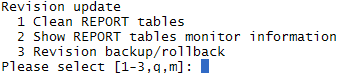 Revision update
  1 Clean REPORT tables
  2 Show REPORT tables monitor information
  3 Revision backup/rollback
Please select [1-3,q,m]: